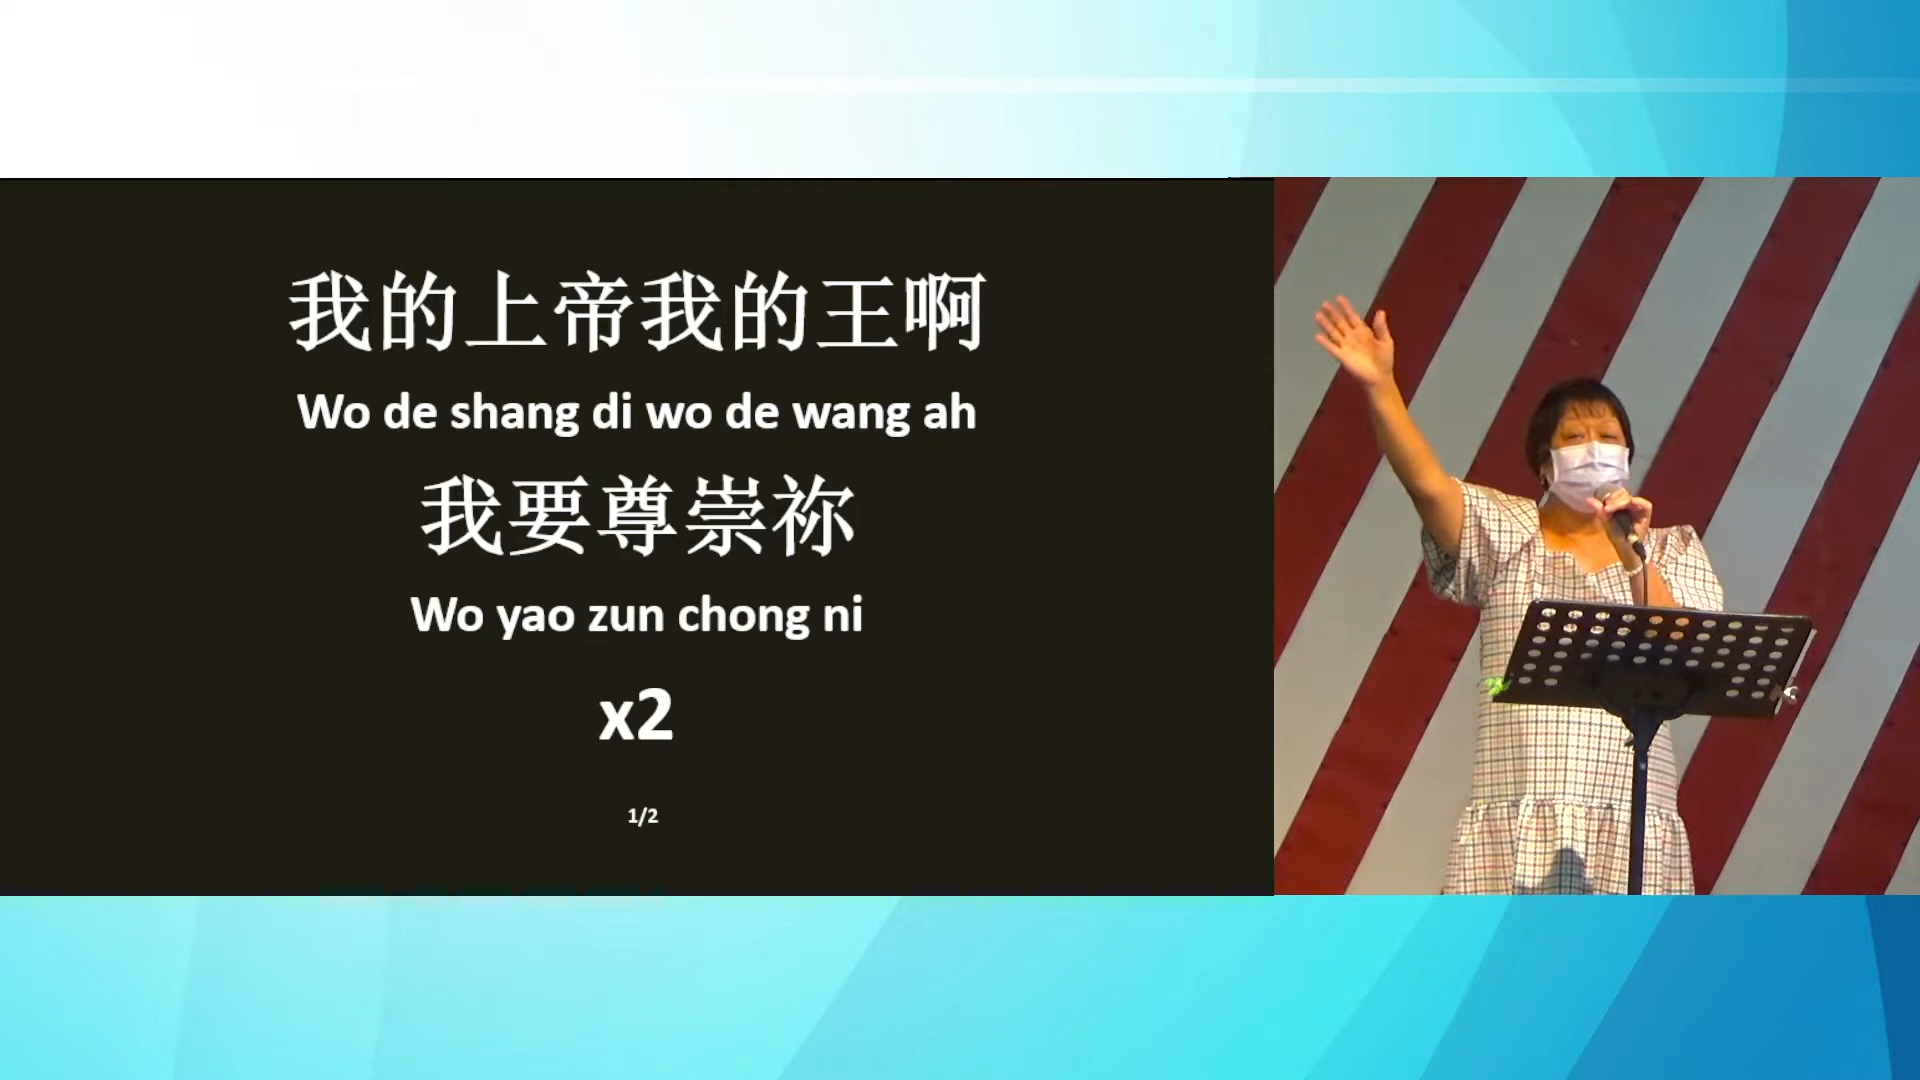 我的上帝我的王啊
Wo de shang di wo de wang ah
我要尊崇祢
Wo yao zun chong ni
x2
1/2